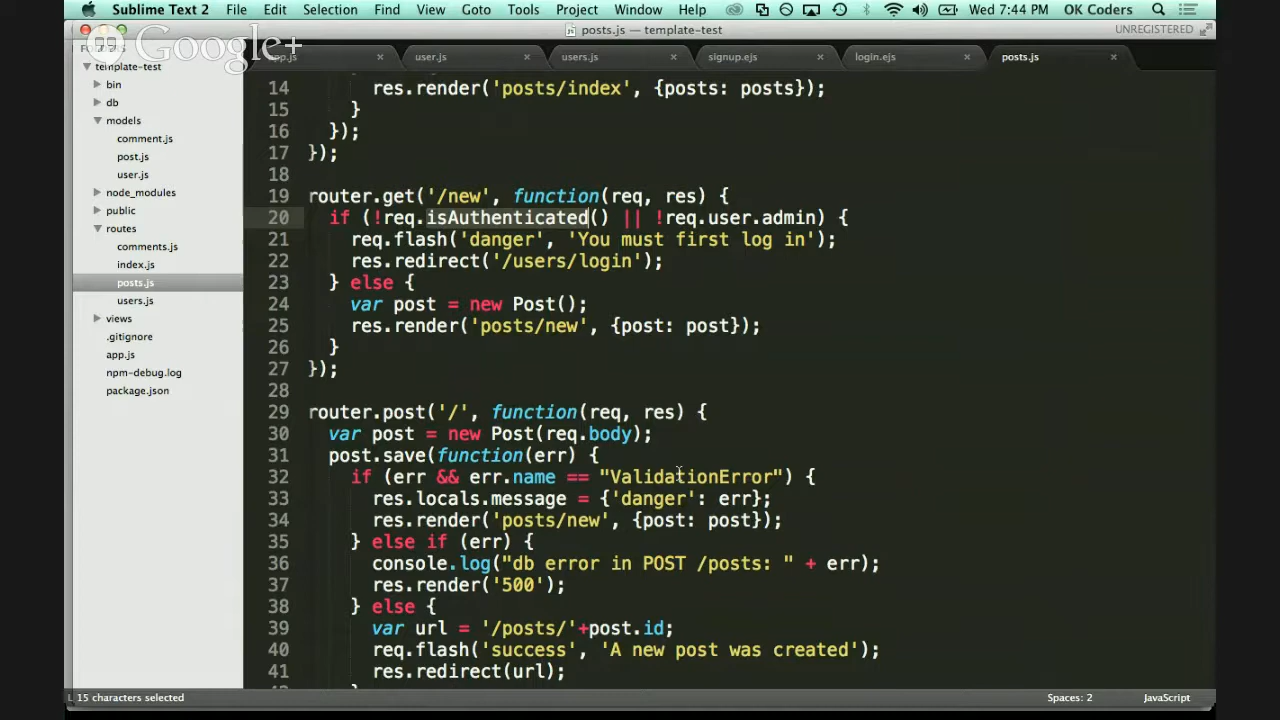 Sublime Text 2 File Edit Selection Find View Goto Tools Project Window Help Wed 7:44 PM OK Coders
posts.js — template-test UNREGISTERED
Google+
FOLDERS
app.js user.js users.js signup.ejs login.ejs posts.js
template-test
bin
db
models
comment.js
post.js
user.js
node_modules
public
routes
comments.js
index.js
posts.js
users.js
views
.gitignore
app.js
npm-debug.log
package.json
14 res.render('posts/index', {posts: posts});
15 }
16 });
17 });
18
19 router.get('/new', function(req, res) {
20 if (!req.isAuthenticated() || !req.user.admin) {
21 req.flash('danger', 'You must first log in');
22 res.redirect('/users/login');
23 } else {
24 var post = new Post();
25 res.render('posts/new', {post: post});
26 }
27 });
28
29 router.post('/', function(req, res) {
30 var post = new Post(req.body);
31 post.save(function(err) {
32 if (err && err.name == "ValidationError") {
33 res.locals.message = {'danger': err};
34 res.render('posts/new', {post: post});
35 } else if (err) {
36 console.log("db error in POST /posts: " + err);
37 res.render('500');
38 } else {
39 var url = '/posts/'+post.id;
40 req.flash('success', 'A new post was created');
41 res.redirect(url);
15 characters selected Spaces: 2 JavaScript